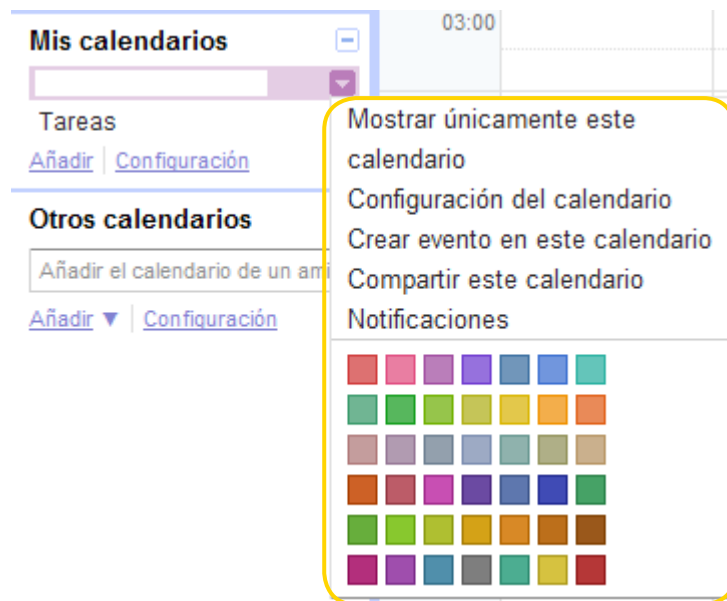 03:00
Mis calendarios
Tareas
Añadir Configuración
Otros calendarios
Añadir el calendario de un ami
Añadir ▼ Configuración
Mostrar únicamente este
calendario
Configuración del calendario
Crear evento en este calendario
Compartir este calendario
Notificaciones